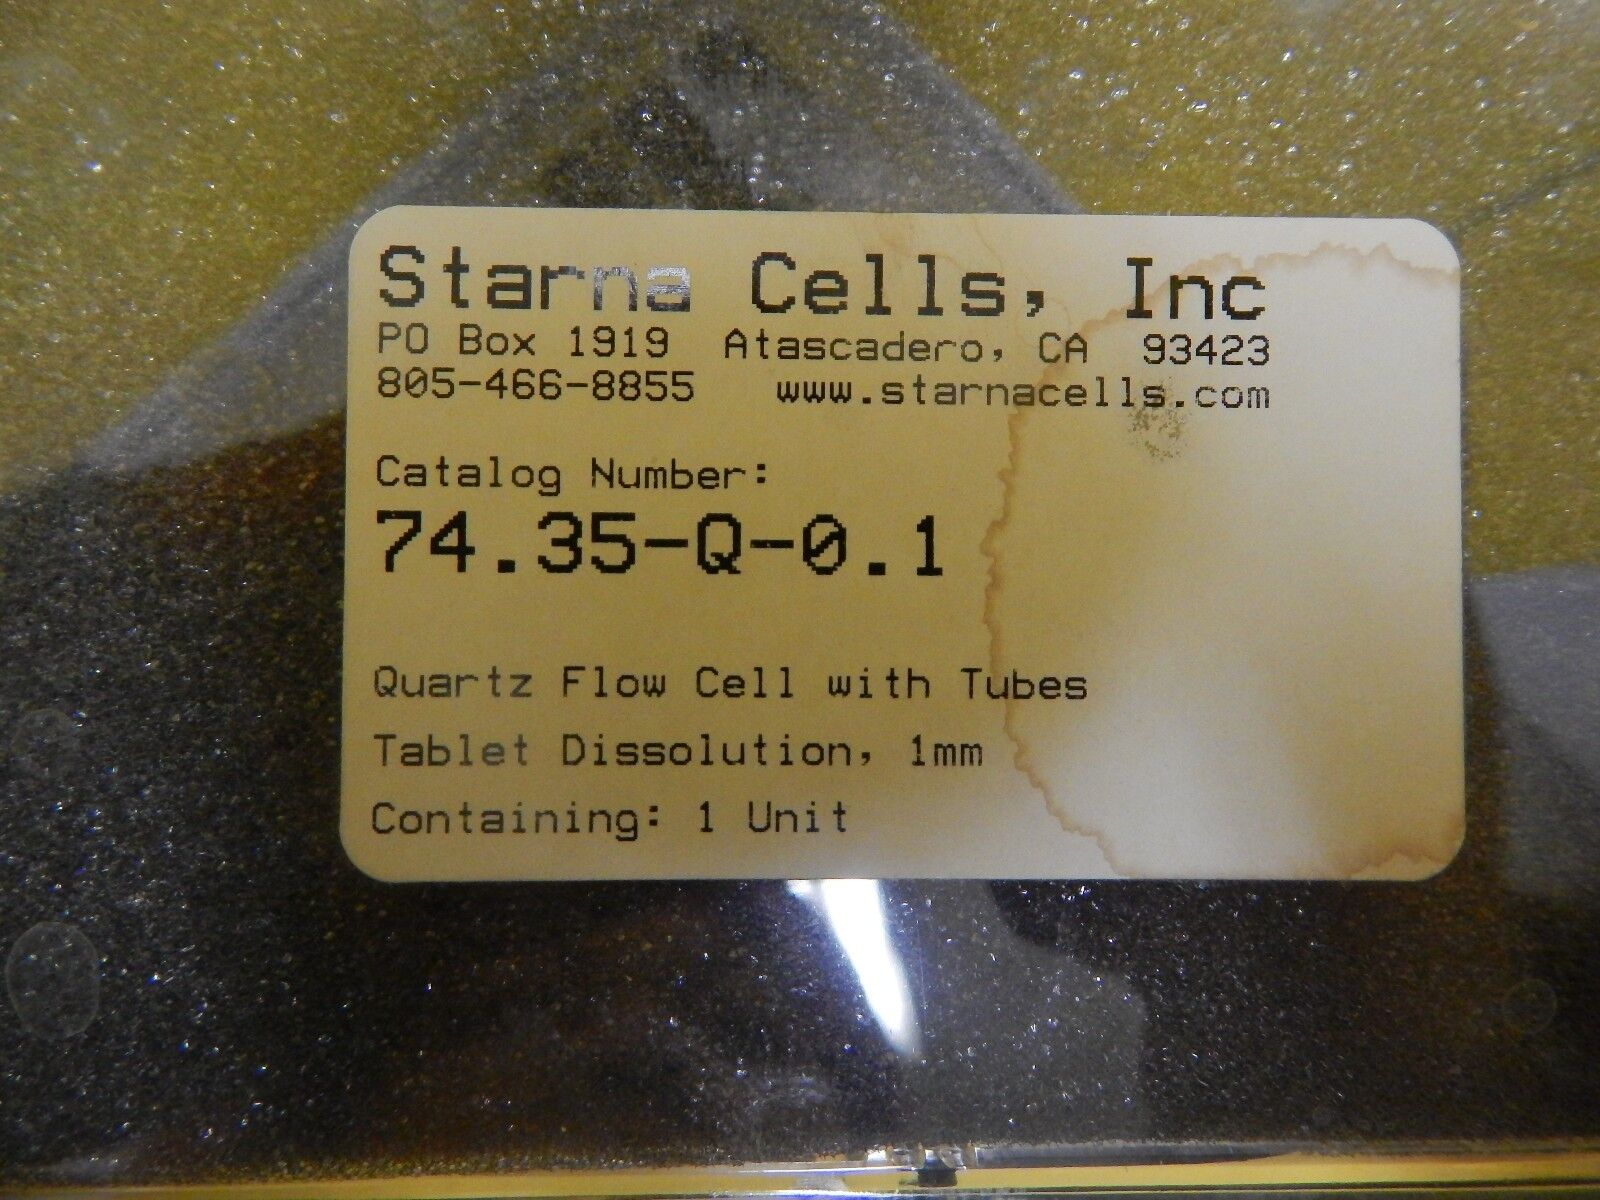 Starna Cells, Inc
PO Box 1919 Atascadero, CA 93423
805-466-8855 www.starnacells.com
Catalog Number:
74.35-Q-0.1
Quartz Flow Cell with Tubes
Tablet Dissolution, 1mm
Containing: 1 Unit